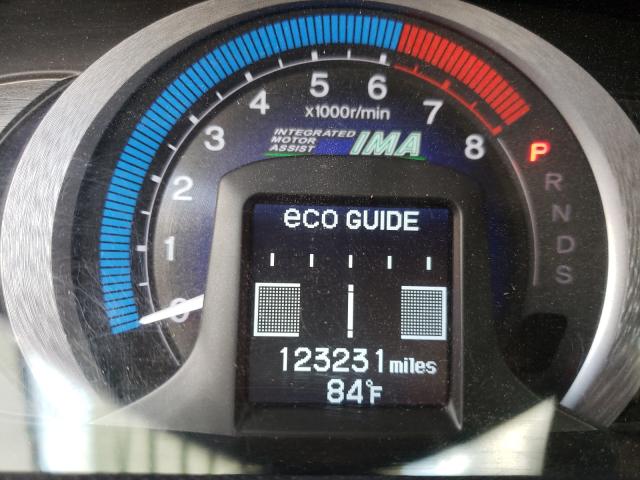 0
1
2
3
4
5
6
7
8
x1000r/min
INTEGRATED
MOTOR
ASSIST
IMA
P
R
N
D
S
eco GUIDE
123231 miles
84°F